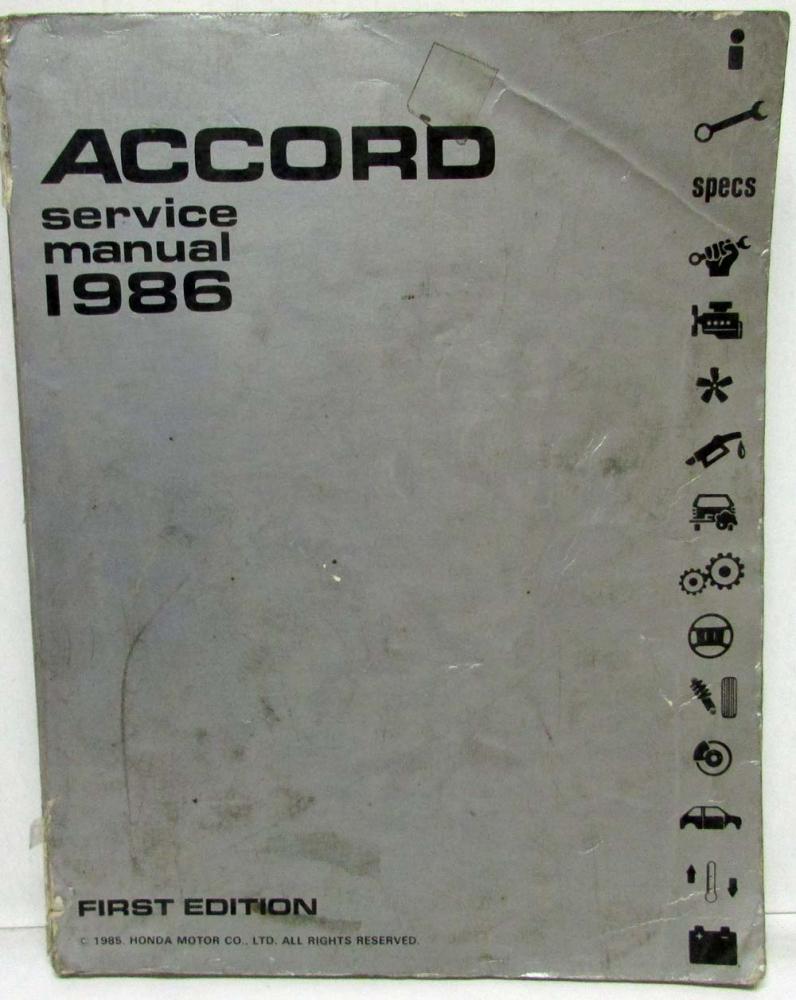 ACCORD
service
manual
1986
specs
FIRST EDITION
© 1985. HONDA MOTOR CO., LTD. ALL RIGHTS RESERVED.